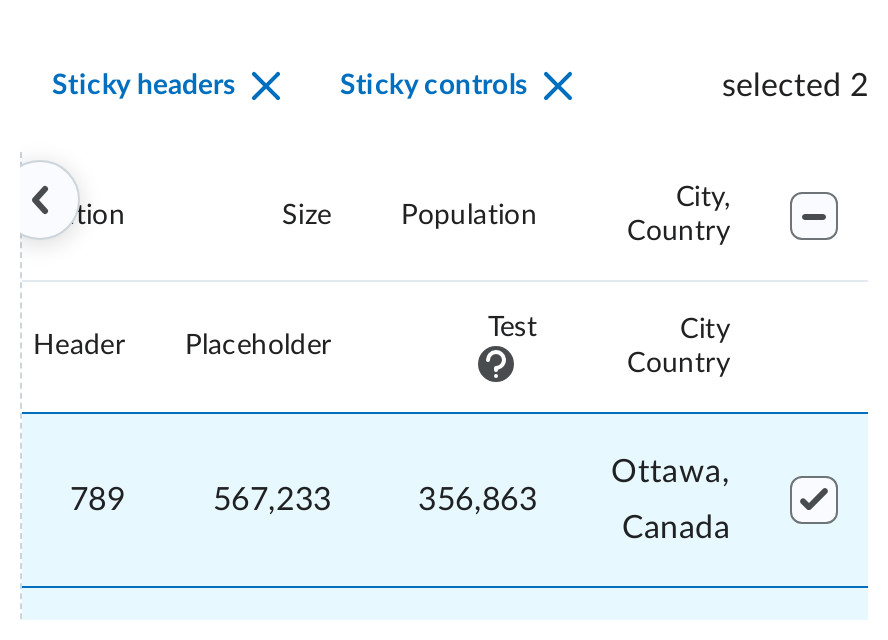 Sticky headers Sticky controls selected 2
tion Size Population City,
Country
Header Placeholder Test City
Country
789 567,233 356,863 Ottawa,
Canada